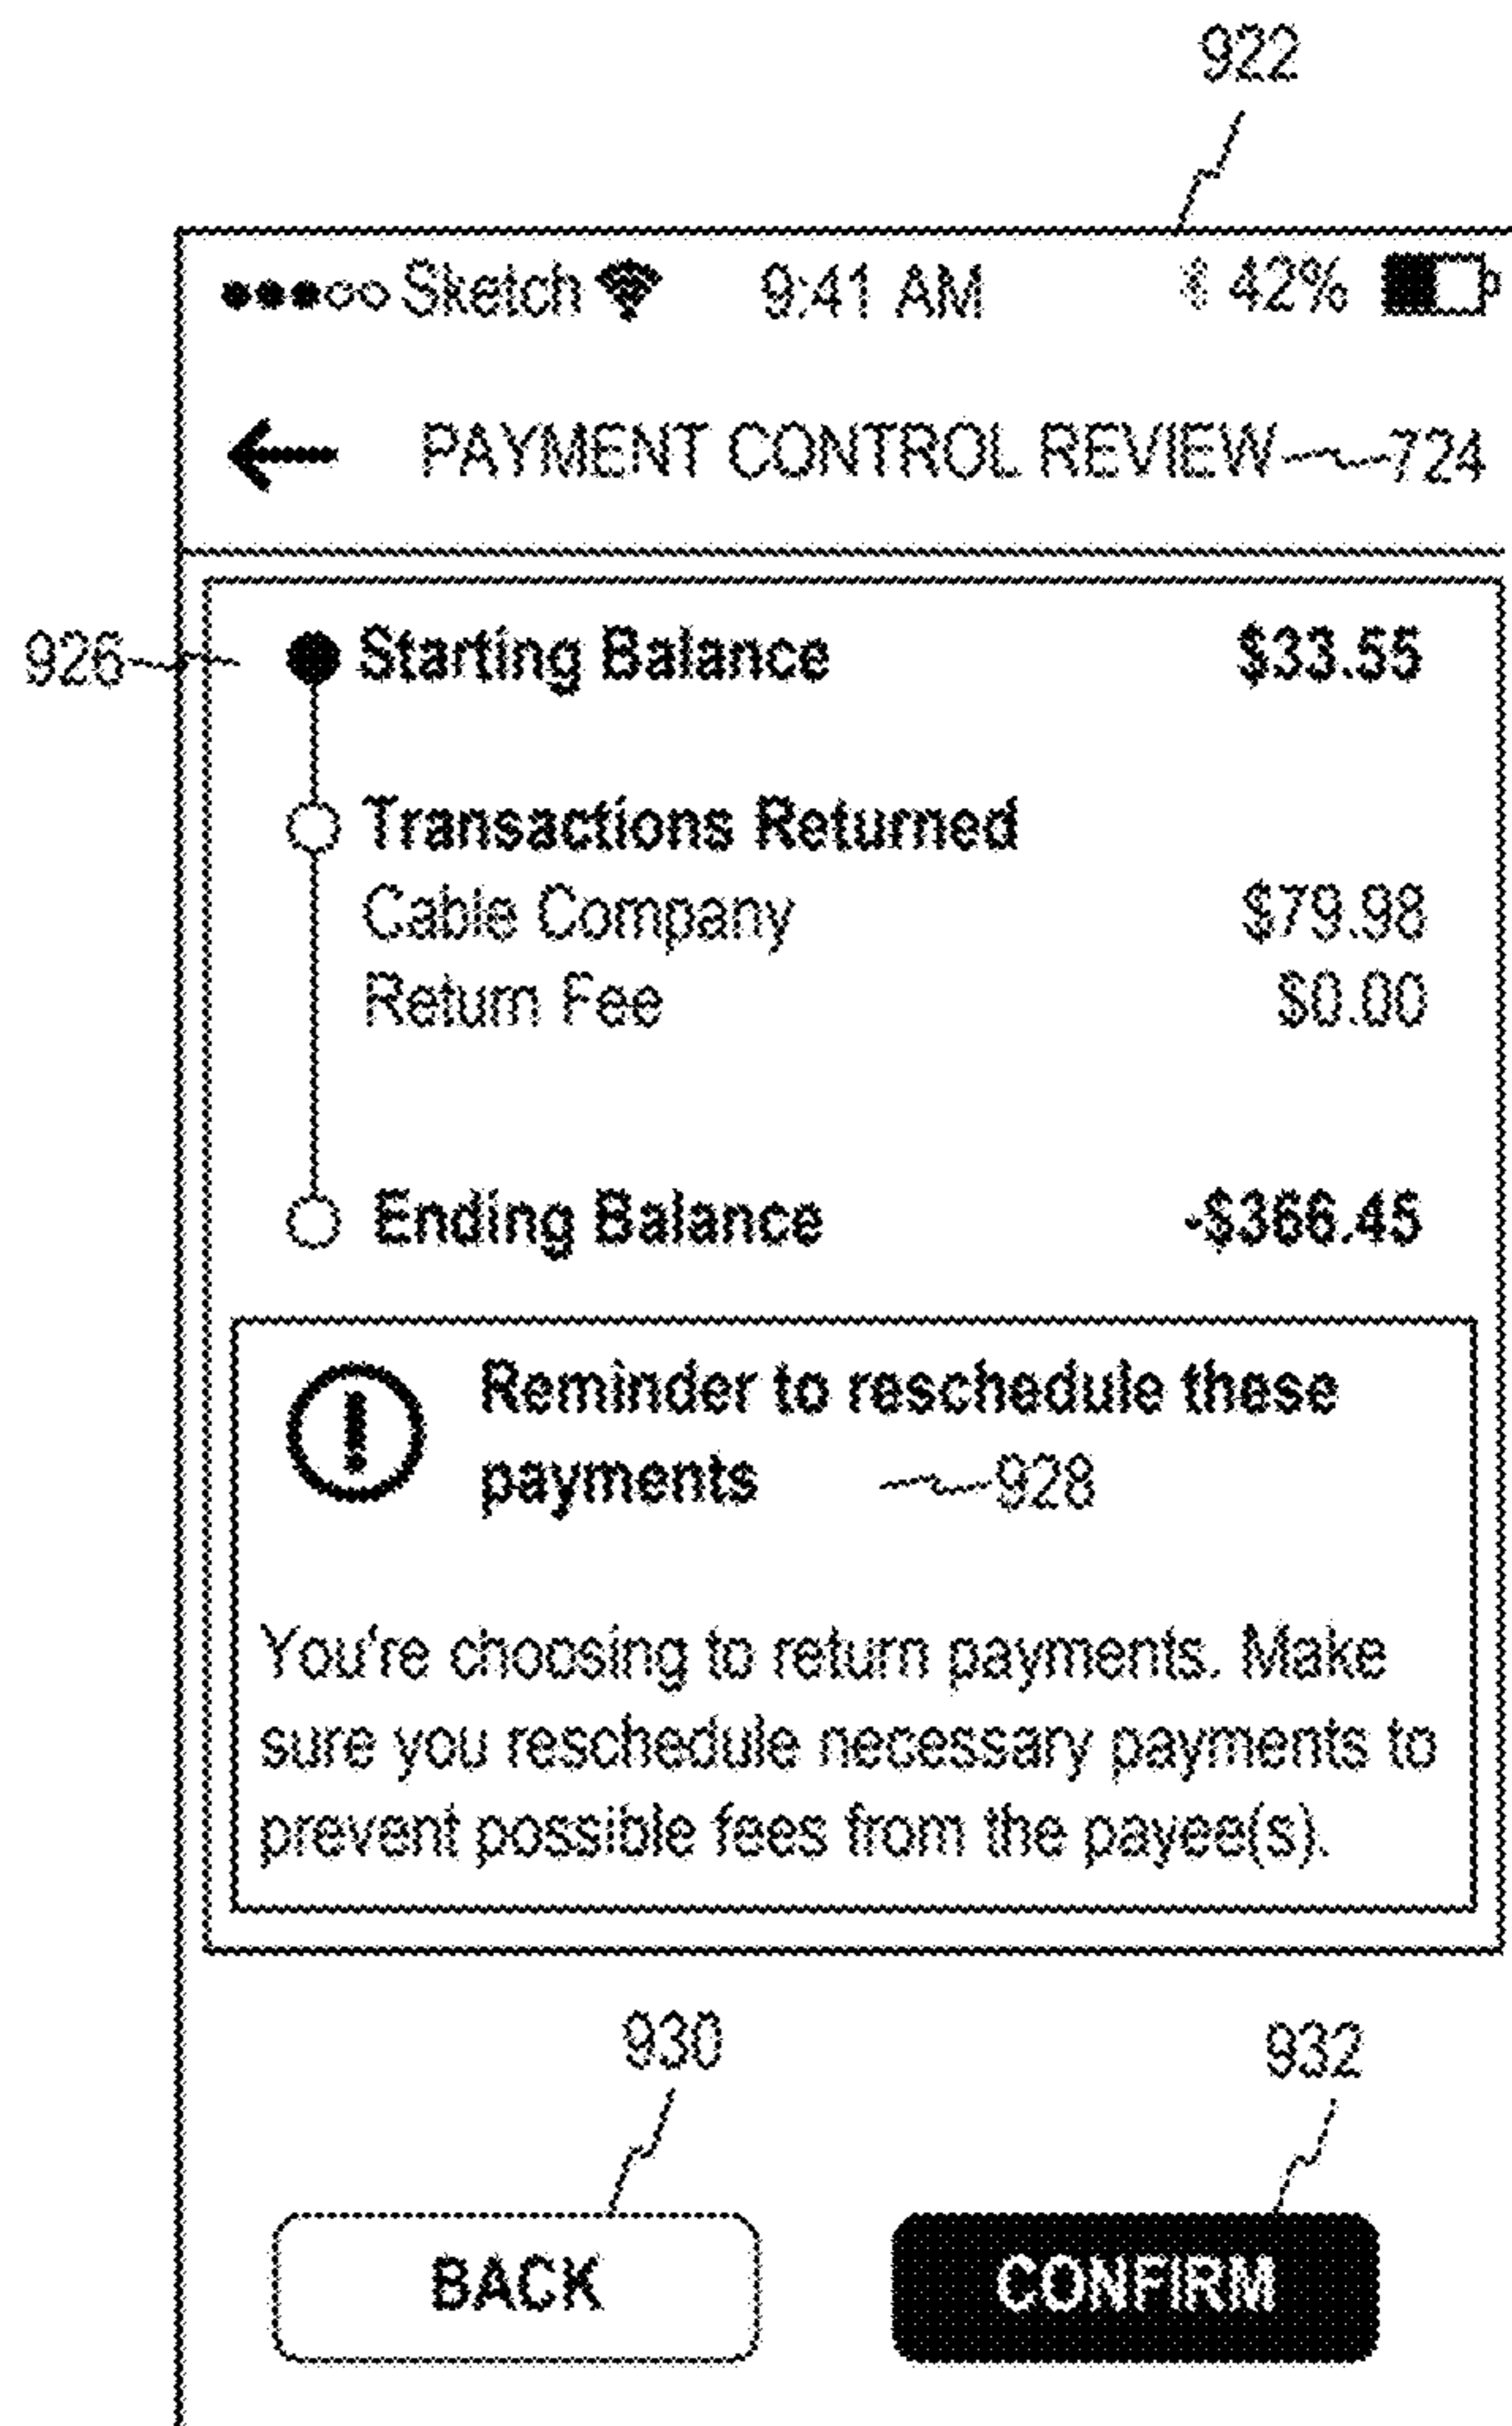 922
Sketch 9:41 AM 42%
PAYMENT CONTROL REVIEW 724
926 Starting Balance $33.55
Transactions Returned
Cable Company $79.98
Return Fee $0.00
Ending Balance -$366.45
Reminder to reschedule these
payments 928
You're choosing to return payments. Make
sure you reschedule necessary payments to
prevent possible fees from the payee(s).
930 932
BACK CONFIRM